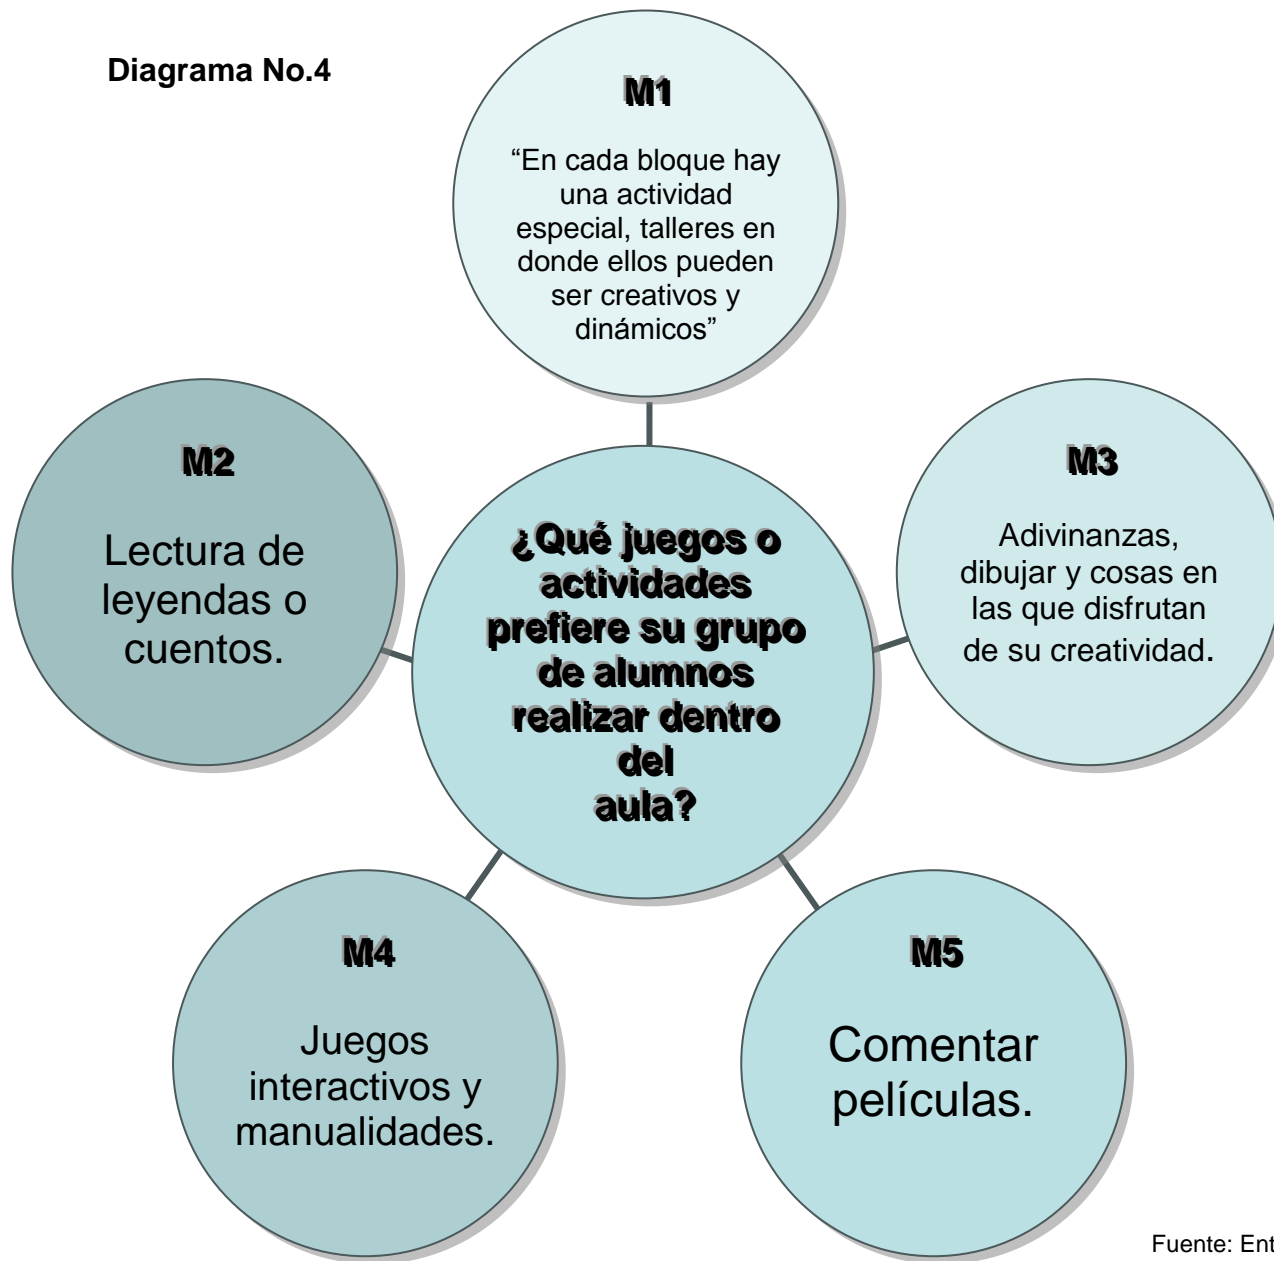 Diagrama No.4
M1
“En cada bloque hay
una actividad
especial, talleres en
donde ellos pueden
ser creativos y
dinámicos”
M2
Lectura de
leyendas o
cuentos.
¿Qué juegos o
actividades
prefiere su grupo
de alumnos
realizar dentro
del
aula?
M3
Adivinanzas,
dibujar y cosas en
las que disfrutan
de su creatividad.
M4
Juegos
interactivos y
manualidades.
M5
Comentar
películas.
Fuente: